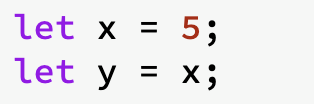 let x = 5;
let y = x;